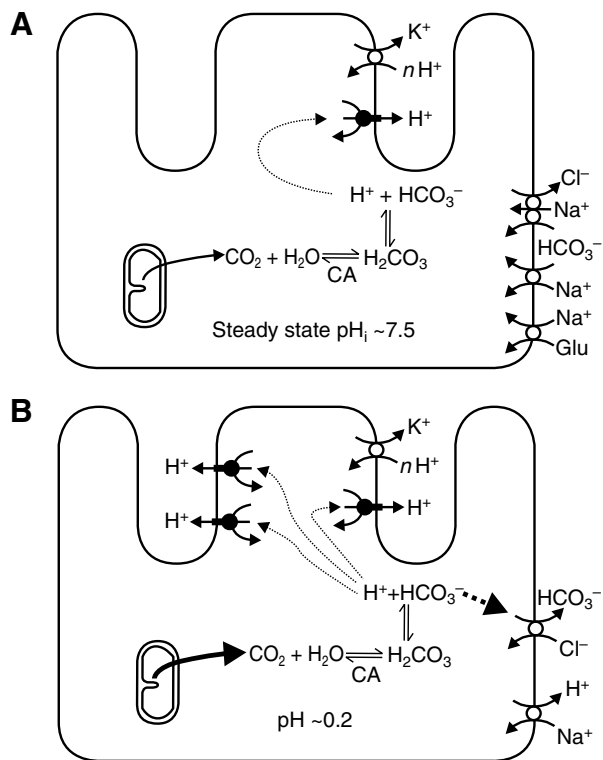 A
K⁺
nH⁺
H⁺
Cl⁻
H⁺ + HCO₃⁻
Na⁺
HCO₃⁻
CO₂ + H₂O ⇌ H₂CO₃
CA
Na⁺
Na⁺
Steady state pHᵢ ~7.5
Glu
B
K⁺
H⁺
nH⁺
H⁺
H⁺
H⁺+HCO₃⁻
HCO₃⁻
CO₂ + H₂O ⇌ H₂CO₃
Cl⁻
CA
H⁺
pH ~0.2
Na⁺